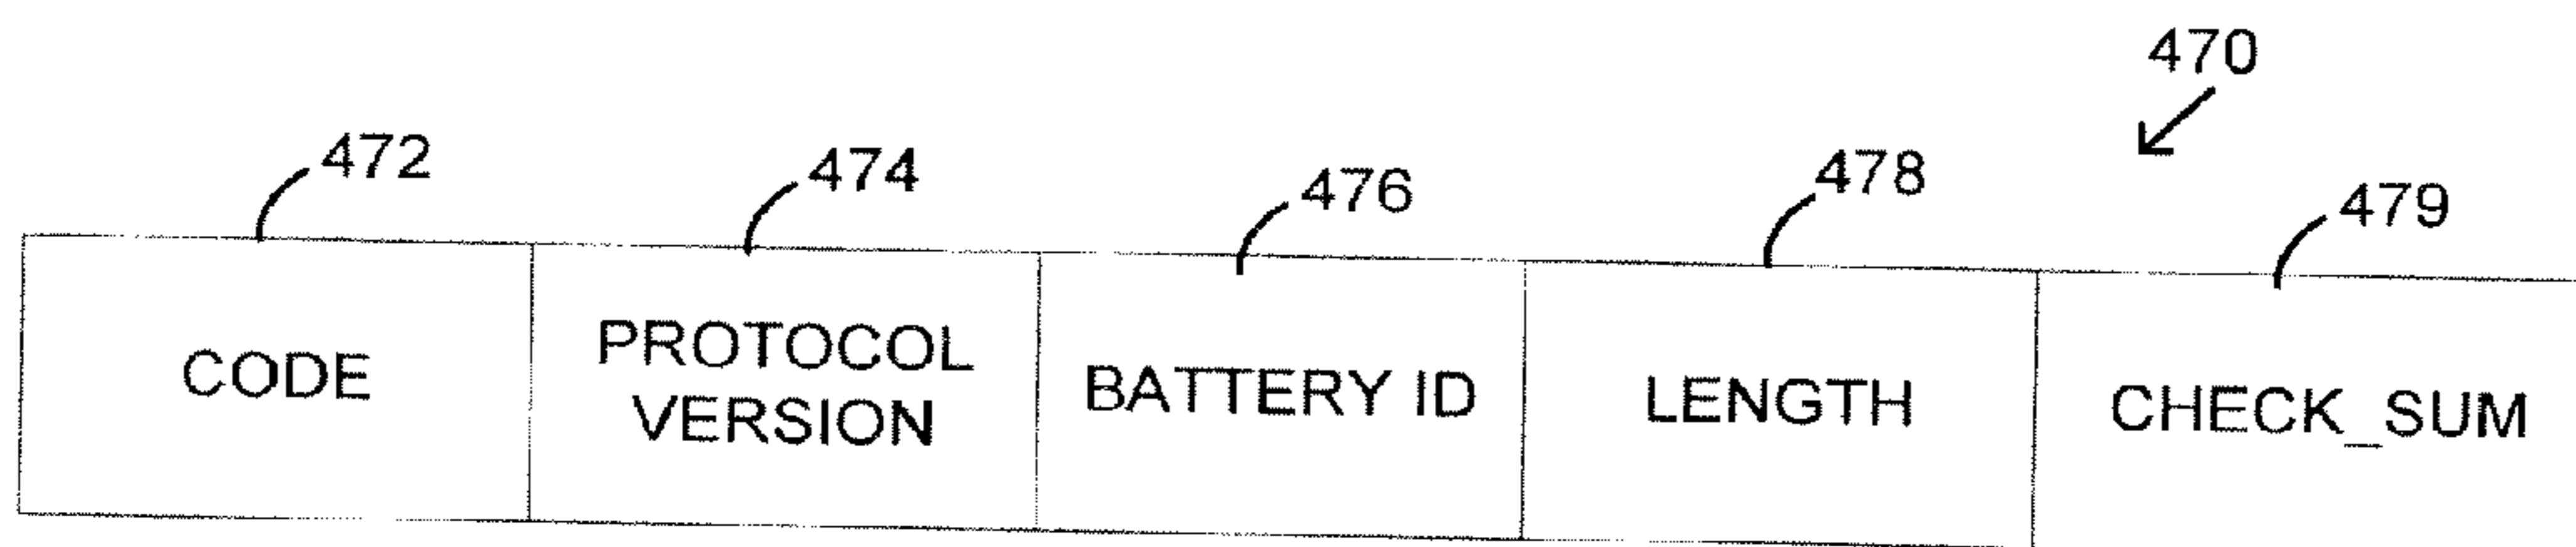 470
472
474
476
478
479
CODE
PROTOCOL
VERSION
BATTERY ID
LENGTH
CHECK_SUM